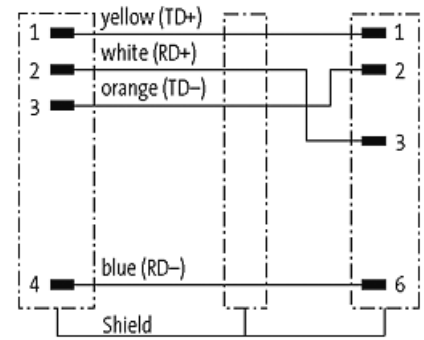 yellow (TD+)
1 1
white (RD+)
2 2
orange (TD–)
3
3
blue (RD–)
4 6
Shield